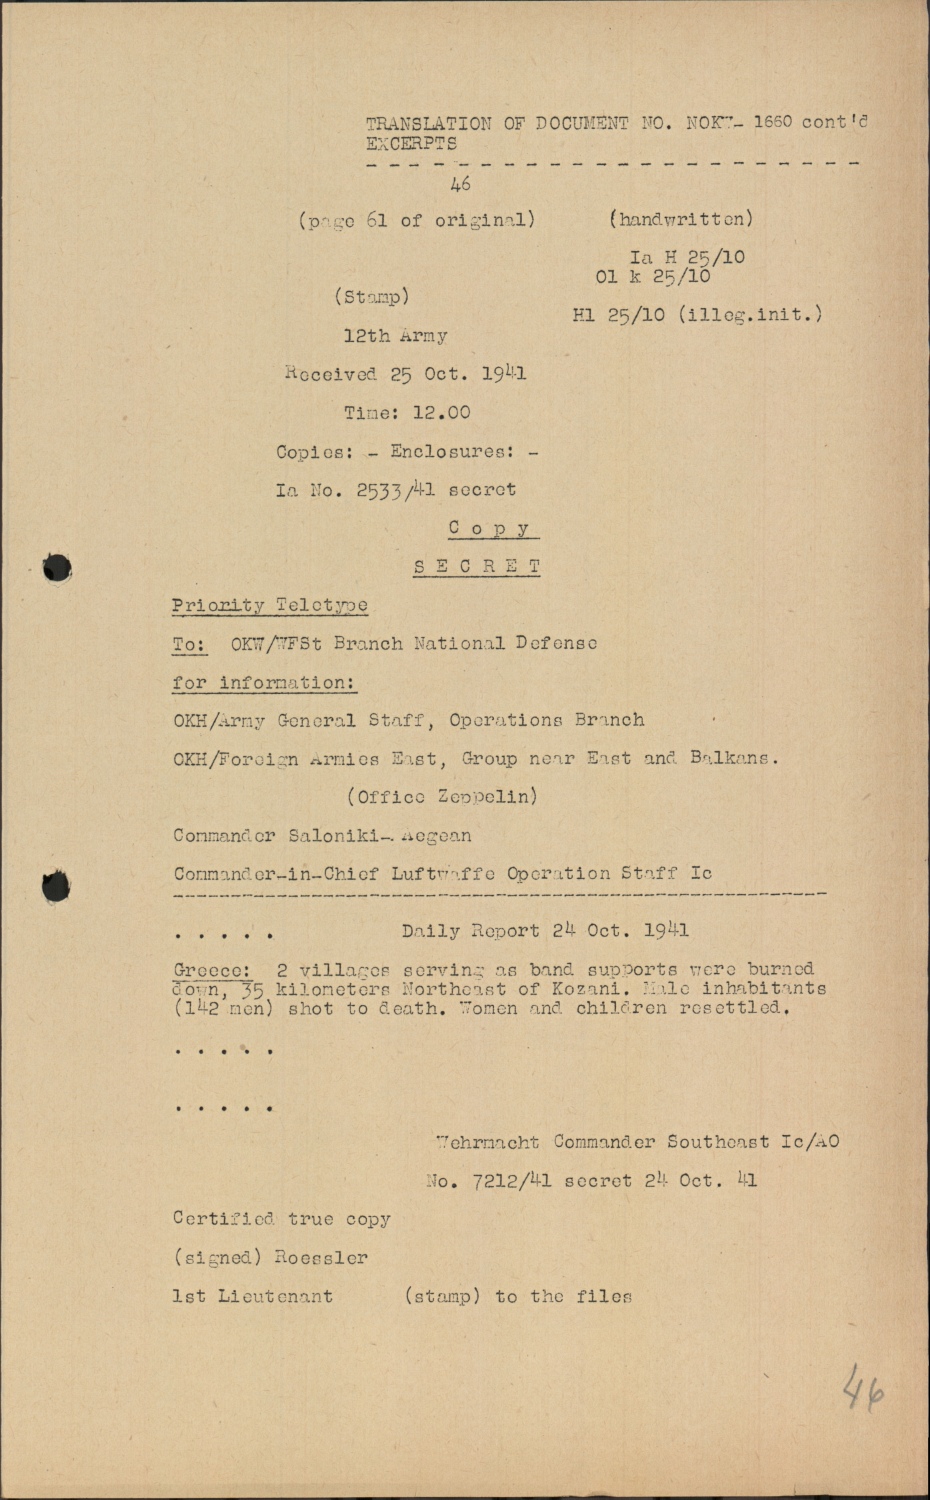 TRANSLATION OF DOCUMENT NO. NOKW- 1660 cont'd
EXCERPTS
- - - - - - - - - - - - - - - - - - - - - -
46
(page 61 of original) (handwritten)
Ia H 25/10
O1 k 25/10
(Stamp)
H1 25/10 (illeg.init.)
12th Army
Received 25 Oct. 1941
Time: 12.00
Copies: - Enclosures: -
Ia No. 2533/41 secret
C o p y
S E C R E T
Priority Teletype
To: OKW/WFSt Branch National Defense
for information:
OKH/Army General Staff, Operations Branch
OKH/Foreign Armies East, Group near East and Balkans.
(Office Zeppelin)
Commander Saloniki-Aegean
Commander-in-Chief Luftwaffe Operation Staff Ic
. . . . . Daily Report 24 Oct. 1941
Greece: 2 villages serving as band supports were burned
down, 35 kilometers Northeast of Kozani. Male inhabitants
(142 men) shot to death. Women and children resettled.
. . . . .
. . . . .
Wehrmacht Commander Southeast Ic/AO
No. 7212/41 secret 24 Oct. 41
Certified true copy
(signed) Roessler
1st Lieutenant (stamp) to the files
46